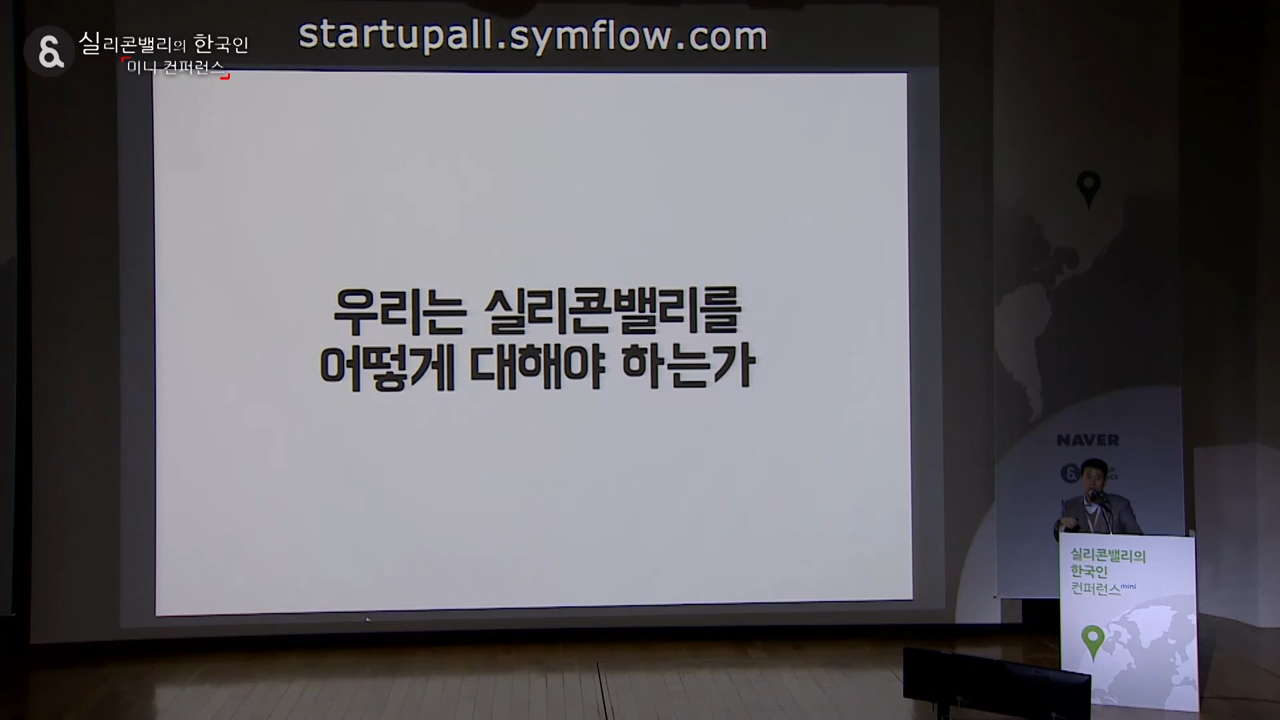 실리콘밸리의 한국인
미니 컨퍼런스
startupall.symflow.com
우리는 실리콘밸리를
어떻게 대해야 하는가
NAVER
실리콘밸리의
한국인
컨퍼런스mini